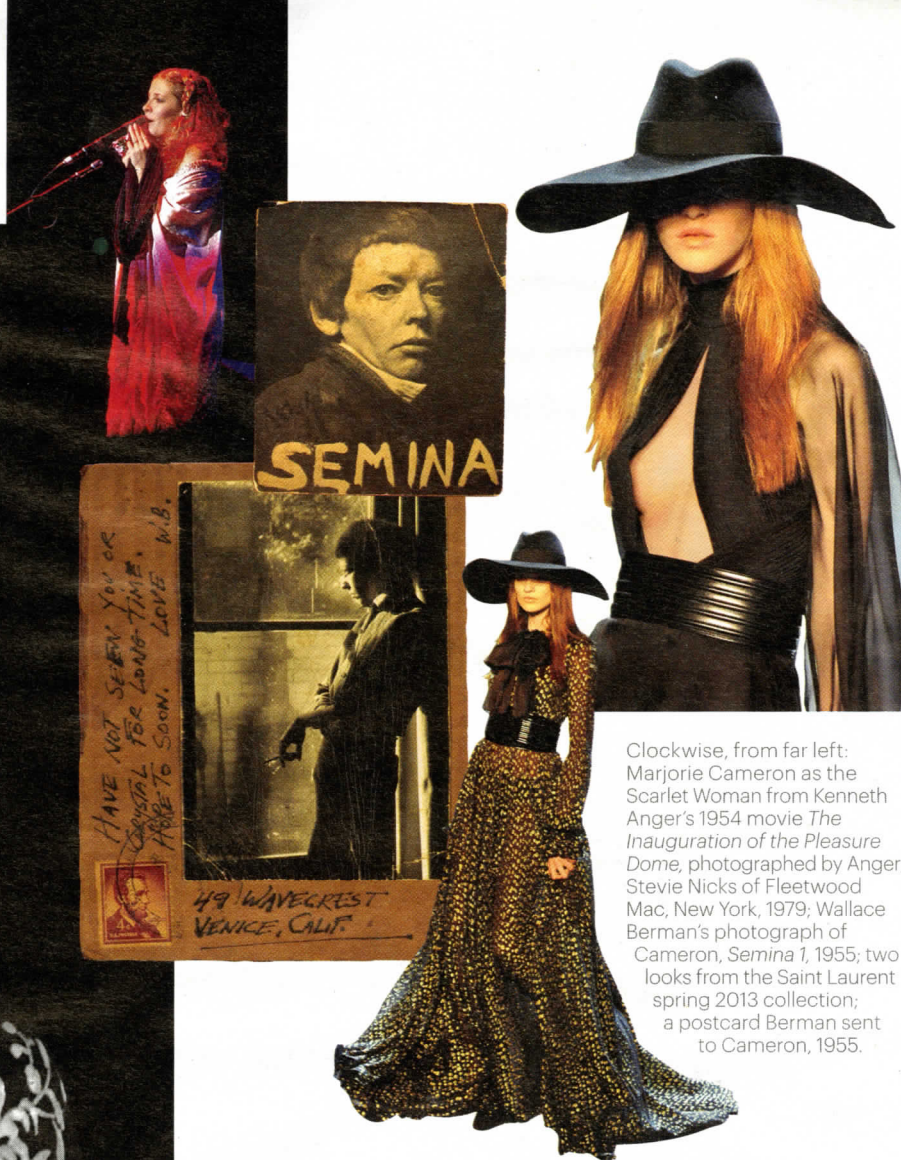 SEMINA
HAVE NOT SEEN YOU OR
CRYSTAL FOR LONG TIME.
HOPE TO SOON. LOVE W.B.
49 WAVECREST
VENICE, CALIF.
Clockwise, from far left:
Marjorie Cameron as the
Scarlet Woman from Kenneth
Anger's 1954 movie The
Inauguration of the Pleasure
Dome, photographed by Anger
Stevie Nicks of Fleetwood
Mac, New York, 1979; Wallace
Berman's photograph of
Cameron, Semina 1, 1955; two
looks from the Saint Laurent
spring 2013 collection;
a postcard Berman sent
to Cameron, 1955.